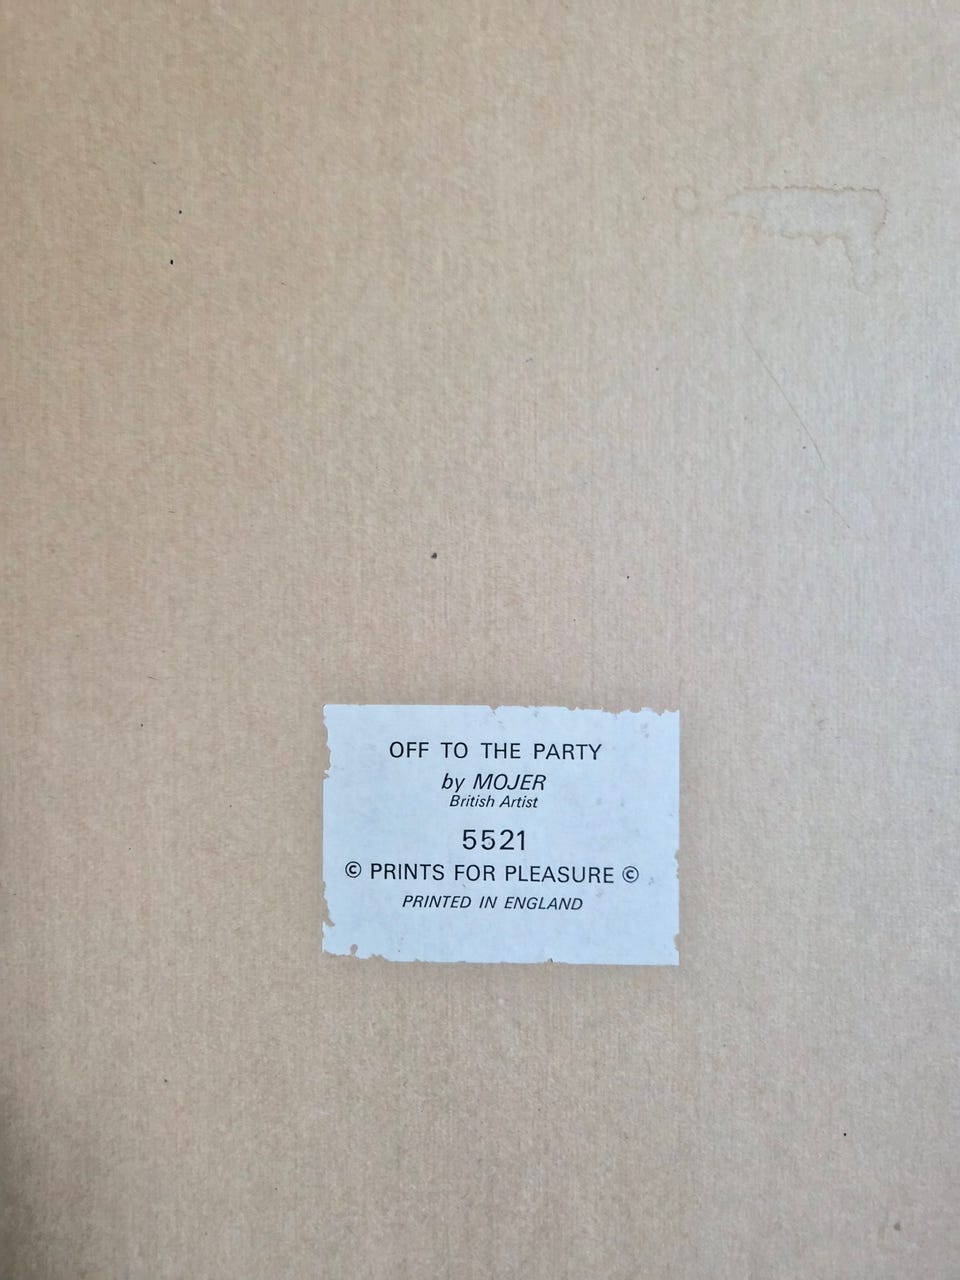 OFF TO THE PARTY
by MOJER
British Artist
5521
© PRINTS FOR PLEASURE ©
PRINTED IN ENGLAND